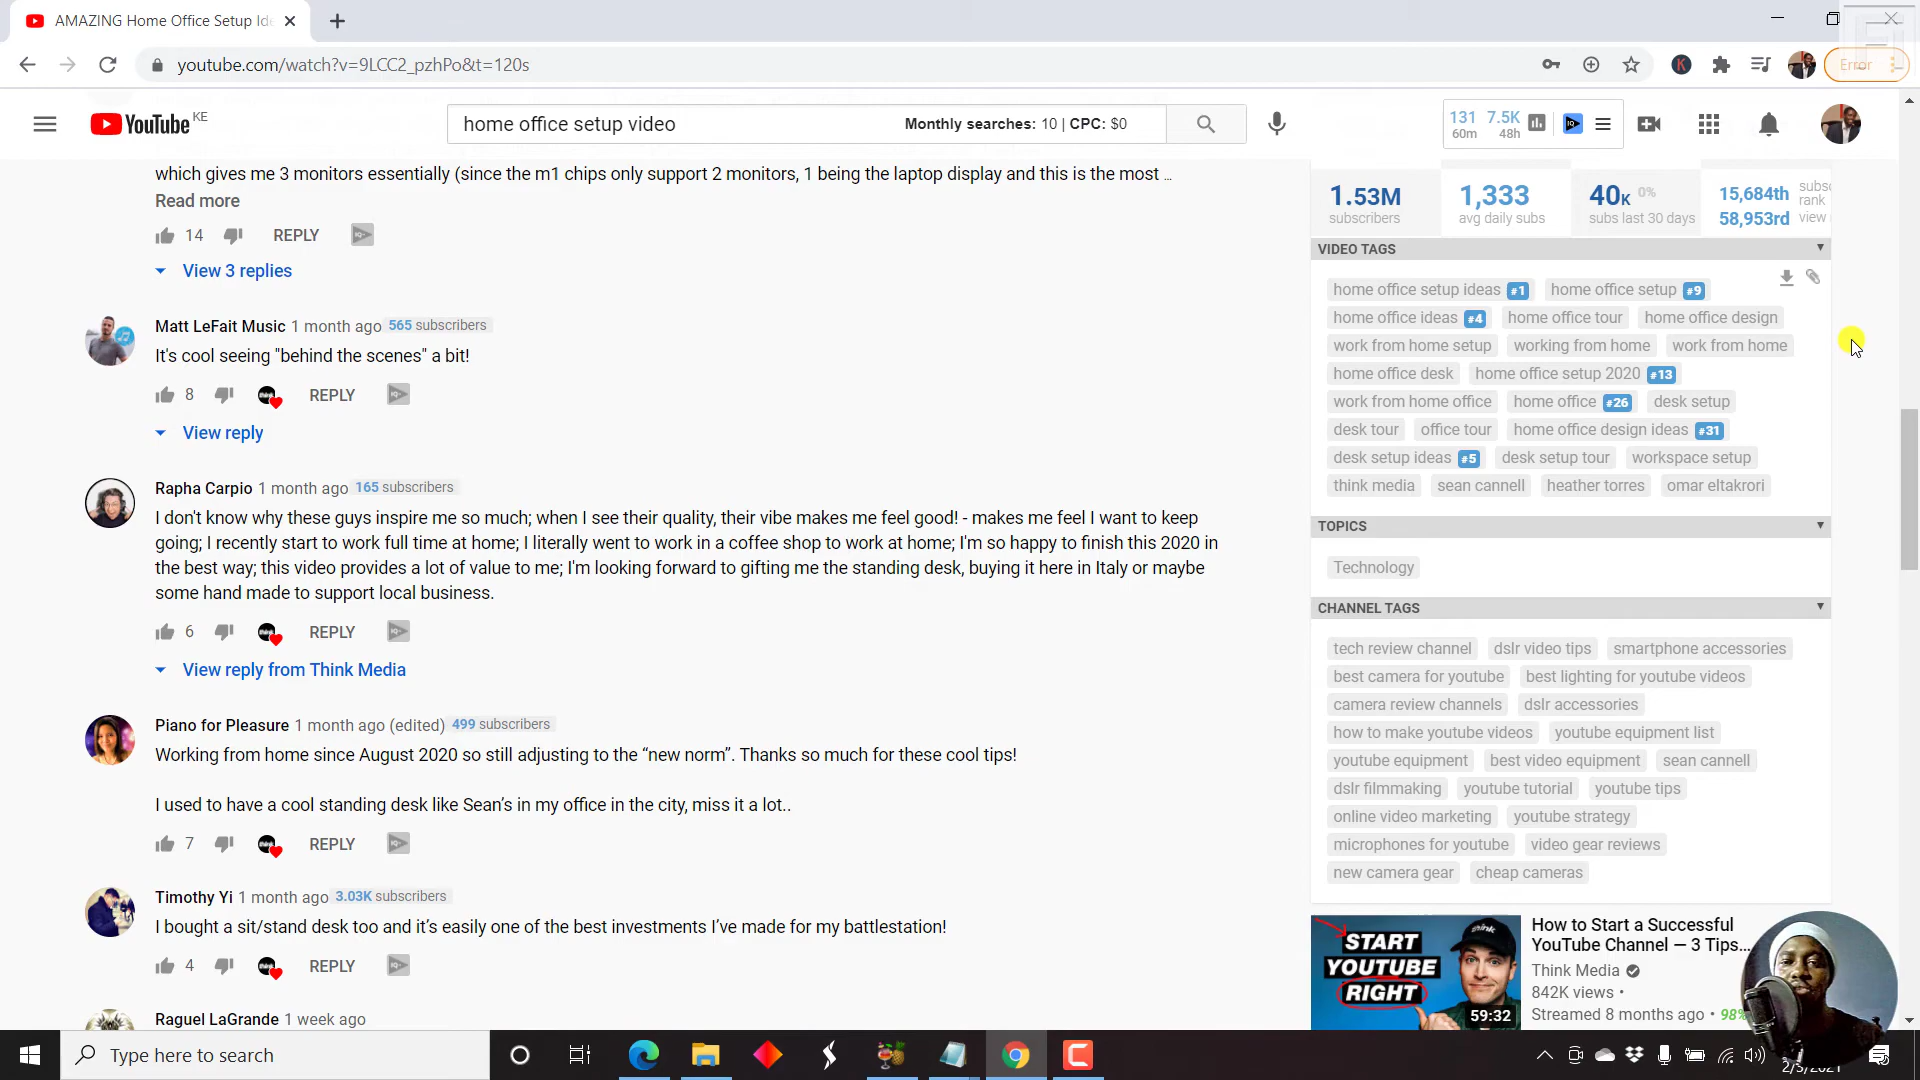 AMAZING Home Office Setup Id
youtube.com/watch?v=9LCC2_pzhPo&t=120s
Error
YouTube KE
home office setup video
Monthly searches: 10 | CPC: $0
131 7.5K
60m 48h
which gives me 3 monitors essentially (since the m1 chips only support 2 monitors, 1 being the laptop display and this is the most ...
Read more
14 REPLY
View 3 replies
Matt LeFait Music 1 month ago 565 subscribers
It's cool seeing "behind the scenes" a bit!
8 REPLY
View reply
Rapha Carpio 1 month ago 165 subscribers
I don't know why these guys inspire me so much; when I see their quality, their vibe makes me feel good! - makes me feel I want to keep
going; I recently start to work full time at home; I literally went to work in a coffee shop to work at home; I'm so happy to finish this 2020 in
the best way; this video provides a lot of value to me; I'm looking forward to gifting me the standing desk, buying it here in Italy or maybe
some hand made to support local business.
6 REPLY
View reply from Think Media
Piano for Pleasure 1 month ago (edited) 499 subscribers
Working from home since August 2020 so still adjusting to the “new norm”. Thanks so much for these cool tips!
I used to have a cool standing desk like Sean’s in my office in the city, miss it a lot..
7 REPLY
Timothy Yi 1 month ago 3.03K subscribers
I bought a sit/stand desk too and it’s easily one of the best investments I’ve made for my battlestation!
4 REPLY
Raguel LaGrande 1 week ago
1.53M 1,333 40K 0% 15,684th
subscribers avg daily subs subs last 30 days rank
58,953rd view
VIDEO TAGS
home office setup ideas #1 home office setup #9
home office ideas #4 home office tour home office design
work from home setup working from home work from home
home office desk home office setup 2020 #13
work from home office home office #26 desk setup
desk tour office tour home office design ideas #31
desk setup ideas #5 desk setup tour workspace setup
think media sean cannell heather torres omar eltakrori
TOPICS
Technology
CHANNEL TAGS
tech review channel dslr video tips smartphone accessories
best camera for youtube best lighting for youtube videos
camera review channels dslr accessories
how to make youtube videos youtube equipment list
youtube equipment best video equipment sean cannell
dslr filmmaking youtube tutorial youtube tips
online video marketing youtube strategy
microphones for youtube video gear reviews
new camera gear cheap cameras
START
YOUTUBE
RIGHT
think
59:32
How to Start a Successful
YouTube Channel — 3 Tips...
Think Media
842K views •
Streamed 8 months ago • 98%
Type here to search